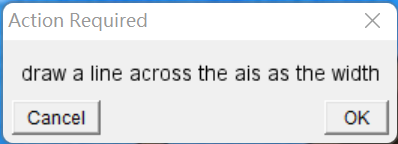 Action Required
draw a line across the ais as the width
Cancel
OK